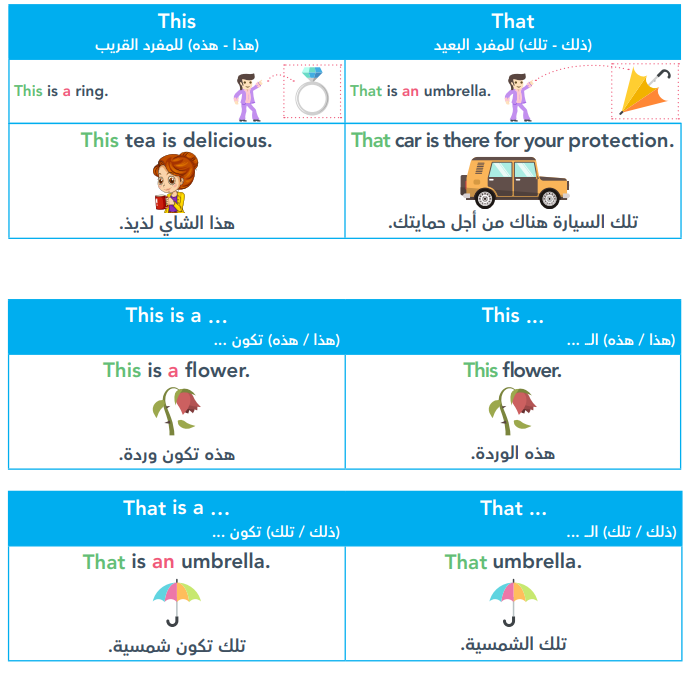 This
(هذا - هذه) للمفرد القريب
That
(ذلك - تلك) للمفرد البعيد
This is a ring.
That is an umbrella.
This tea is delicious.
هذا الشاي لذيذ.
That car is there for your protection.
تلك السيارة هناك من أجل حمايتك.
This is a ...
(هذا / هذه) تكون ...
This ...
(هذا / هذه) الـ ...
This is a flower.
هذه تكون وردة.
This flower.
هذه الوردة.
That is a ...
(ذلك / تلك) تكون ...
That ...
(ذلك / تلك) الـ ...
That is an umbrella.
تلك تكون شمسية.
That umbrella.
تلك الشمسية.